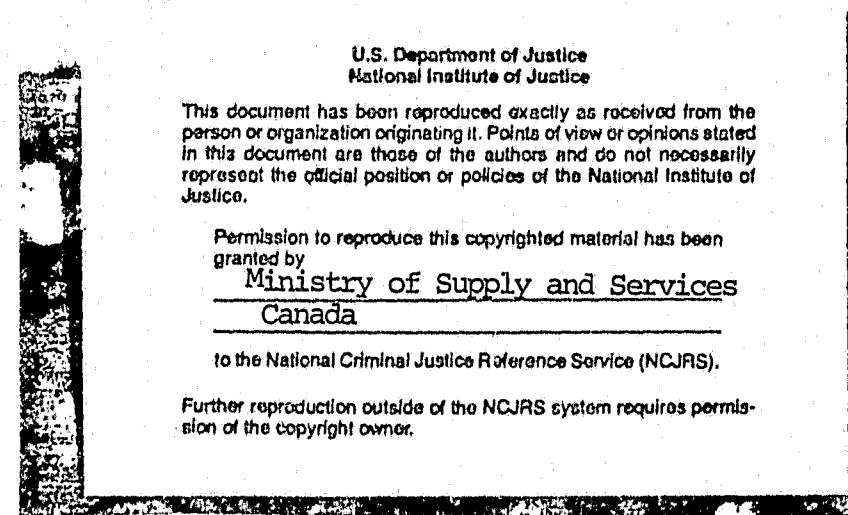 U.S. Department of Justice
National Institute of Justice
This document has been reproduced exactly as received from the
person or organization originating it. Points of view or opinions stated
in this document are those of the authors and do not necessarily
represent the official position or policies of the National Institute of
Justice.
Permission to reproduce this copyrighted material has been
granted by
Ministry of Supply and Services
Canada
to the National Criminal Justice Reference Service (NCJRS).
Further reproduction outside of the NCJRS system requires permis-
sion of the copyright owner.